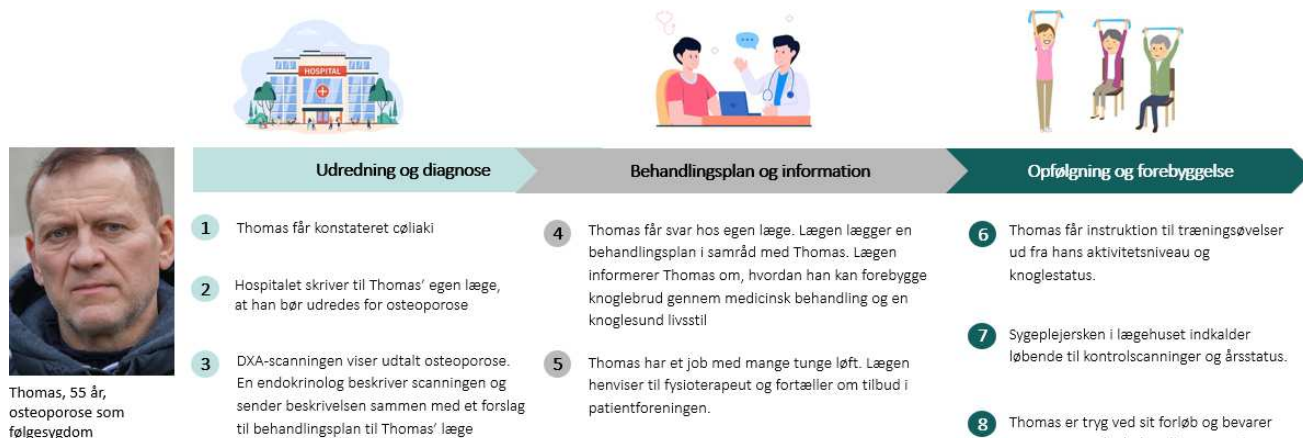 HOSPITAL
Udredning og diagnose
Behandlingsplan og information
Opfølgning og forebyggelse
Thomas, 55 år,
osteoporose som
følgesygdom
1 Thomas får konstateret cøliaki
2 Hospitalet skriver til Thomas' egen læge,
at han bør udredes for osteoporose
3 DXA-scanningen viser udtalt osteoporose.
En endokrinolog beskriver scanningen og
sender beskrivelsen sammen med et forslag
til behandlingsplan til Thomas' læge
4 Thomas får svar hos egen læge. Lægen lægger en
behandlingsplan i samråd med Thomas. Lægen
informerer Thomas om, hvordan han kan forebygge
knoglebrud gennem medicinsk behandling og en
knoglesund livsstil
5 Thomas har et job med mange tunge løft. Lægen
henviser til fysioterapeut og fortæller om tilbud i
patientforeningen.
6 Thomas får instruktion til træningsøvelser
ud fra hans aktivitetsniveau og
knoglestatus.
7 Sygeplejersken i lægehuset indkalder
løbende til kontrolscanninger og årsstatus.
8 Thomas er tryg ved sit forløb og bevarer